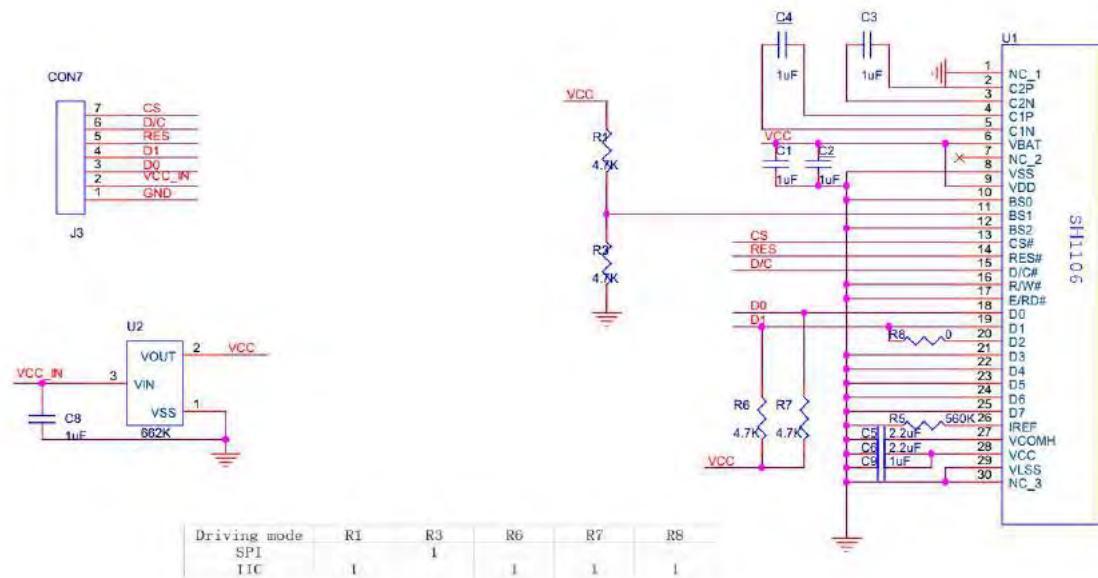 CON7
7 CS
6 D/C
5 RES
4 D1
3 D0
2 VCC_IN
1 GND
J3
U2
VOUT 2 VCC
VCC_IN 3 VIN
VSS 1
C8
1uF
662K
VCC
R1
4.7K
R3
4.7K
C4
1uF
C3
1uF
VCC
C1
1uF
C2
1uF
U1
SH1106
1 NC_1
2 C2P
3 C2N
4 C1P
5 C1N
6 VBAT
7 NC_2
8 VSS
9 VDD
10 BS0
11 BS1
12 BS2
CS 13 CS#
RES 14 RES#
D/C 15 D/C#
16 R/W#
17 E/RD#
D0 18 D0
D1 19 D1
R8 0 20 D2
21 D3
22 D4
23 D5
24 D6
25 D7
R5 560K 26 IREF
C5 2.2uF 27 VCOMH
C6 2.2uF 28 VCC
C9 1uF 29 VLSS
30 NC_3
R6
4.7K
R7
4.7K
VCC
Driving mode R1 R3 R6 R7 R8
SPI 1
IIC 1 1 1 1